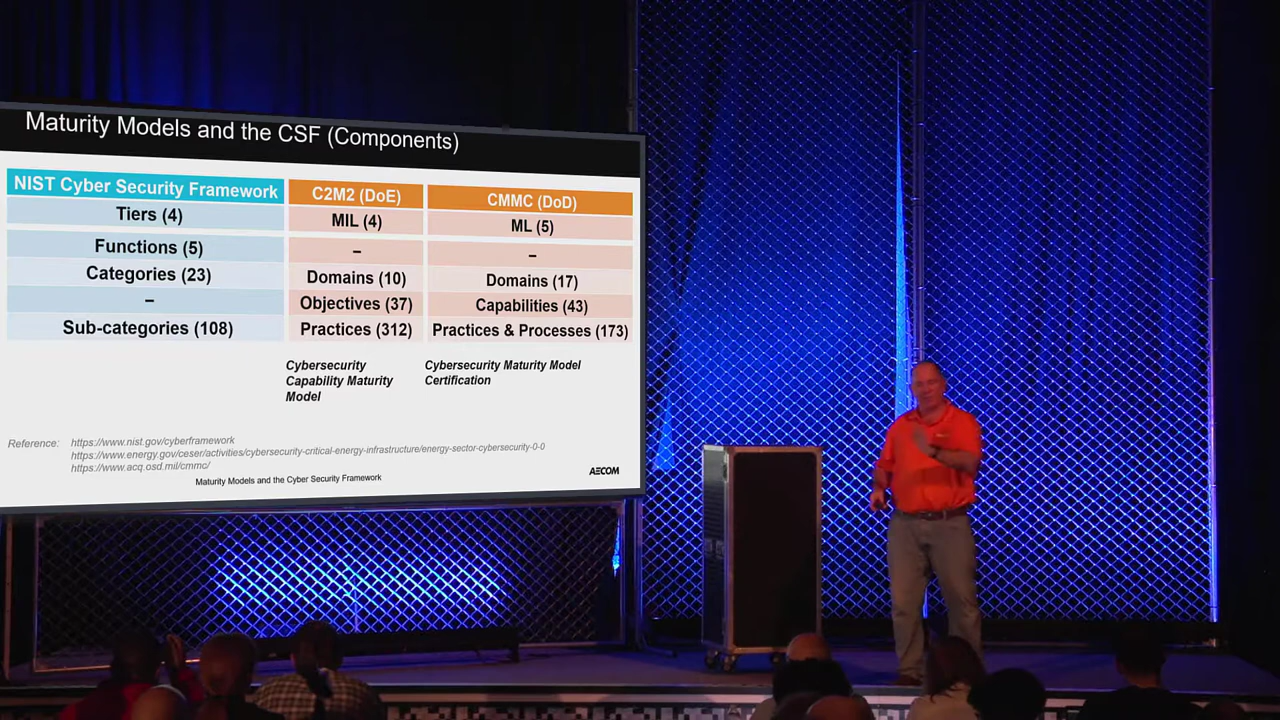 Maturity Models and the CSF (Components)
NIST Cyber Security Framework C2M2 (DoE) CMMC (DoD)
Tiers (4) MIL (4) ML (5)
Functions (5) – –
Categories (23) Domains (10) Domains (17)
– Objectives (37) Capabilities (43)
Sub-categories (108) Practices (312) Practices & Processes (173)
Cybersecurity
Capability Maturity
Model
Cybersecurity Maturity Model
Certification
Reference: https://www.nist.gov/cyberframework
https://www.energy.gov/ceser/activities/cybersecurity-critical-energy-infrastructure/energy-sector-cybersecurity-0-0
https://www.acq.osd.mil/cmmc/
Maturity Models and the Cyber Security Framework
AECOM